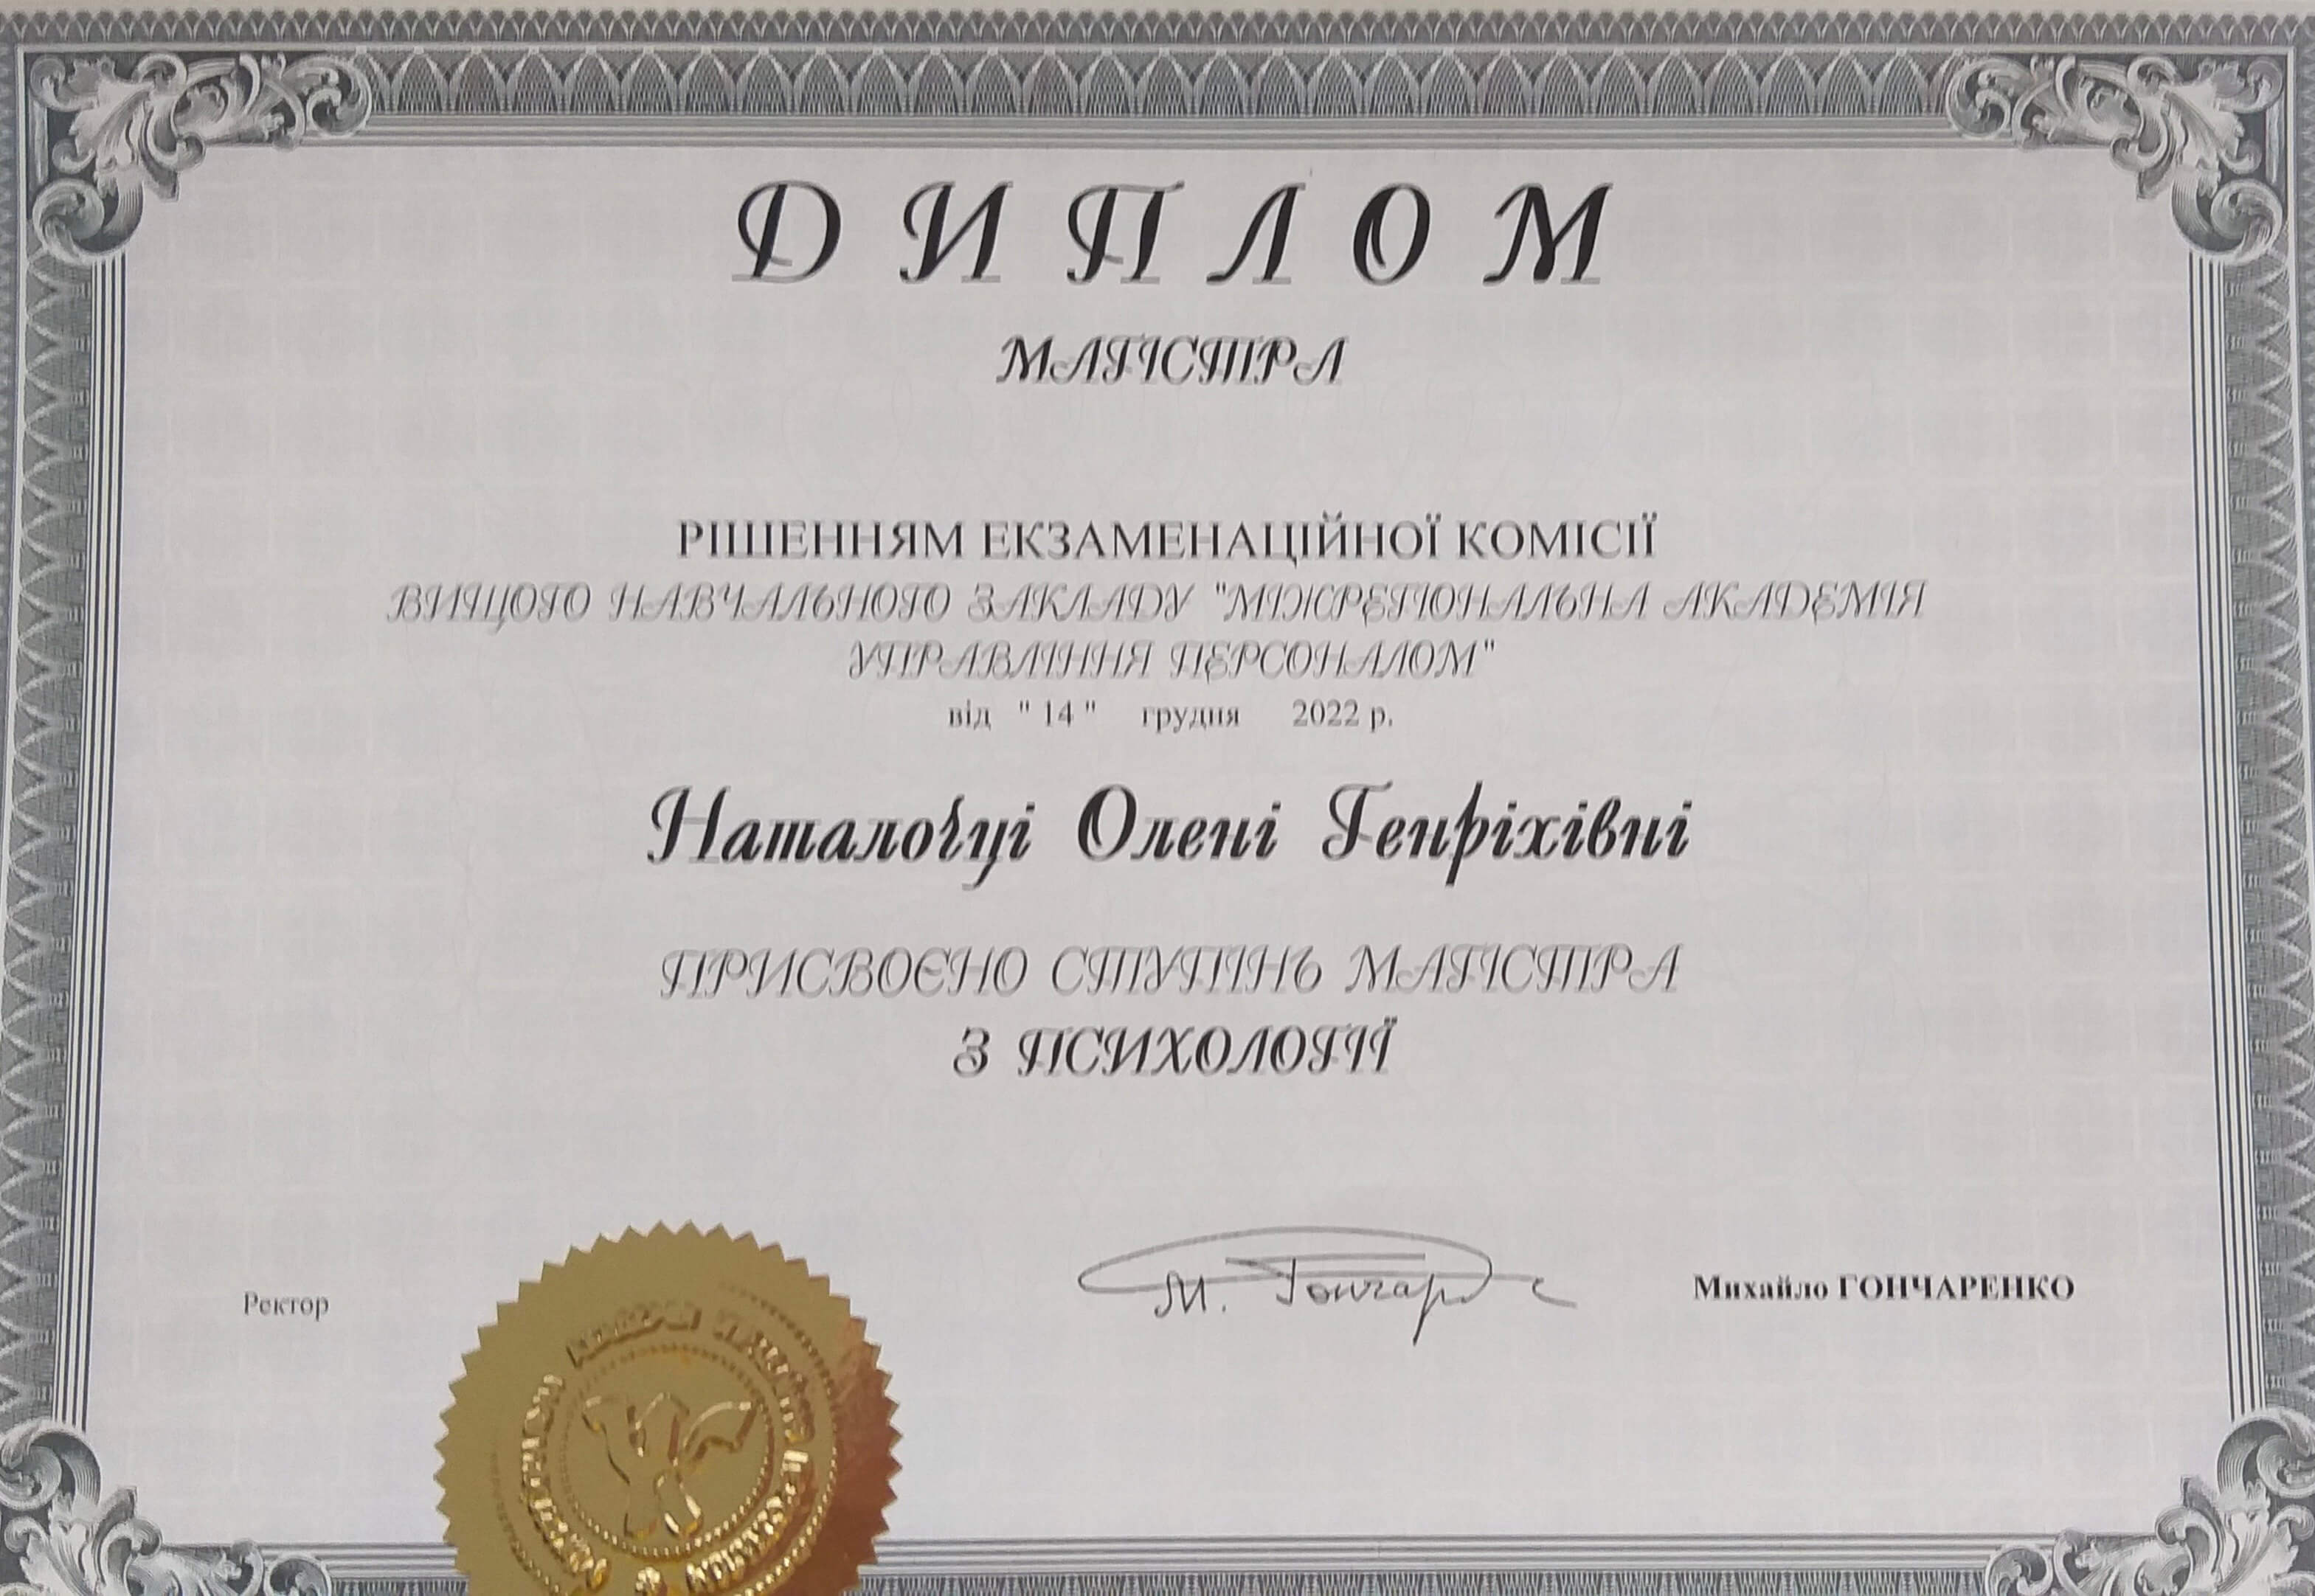 ДИПЛОМ
МАГІСТРА
РІШЕННЯМ ЕКЗАМЕНАЦІЙНОЇ КОМІСІЇ
ВИЩОГО НАВЧАЛЬНОГО ЗАКЛАДУ "МІЖРЕГІОНАЛЬНА АКАДЕМІЯ
УПРАВЛІННЯ ПЕРСОНАЛОМ"
від " 14 " грудня 2022 р.
Наталочці Олені Генріхівні
ПРИСВОЄНО СТУПІНЬ МАГІСТРА
З ПСИХОЛОГІЇ
Ректор
М. Гончар
Михайло ГОНЧАРЕНКО